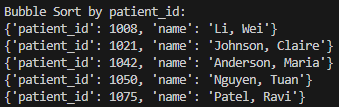 Bubble Sort by patient_id:
{'patient_id': 1008, 'name': 'Li, Wei'}
{'patient_id': 1021, 'name': 'Johnson, Claire'}
{'patient_id': 1042, 'name': 'Anderson, Maria'}
{'patient_id': 1050, 'name': 'Nguyen, Tuan'}
{'patient_id': 1075, 'name': 'Patel, Ravi'}